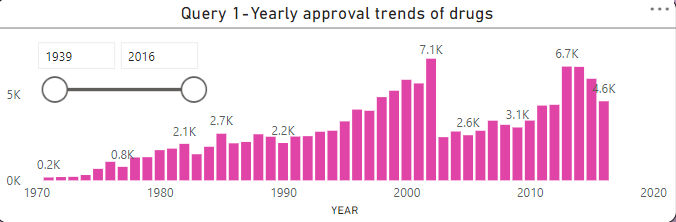 Query 1-Yearly approval trends of drugs
1939 2016
7.1K
6.7K
5K
4.6K
3.1K
2.7K
2.6K
2.1K
2.2K
0.8K
0.2K
0K
1970 1980 1990 2000 2010 2020
YEAR